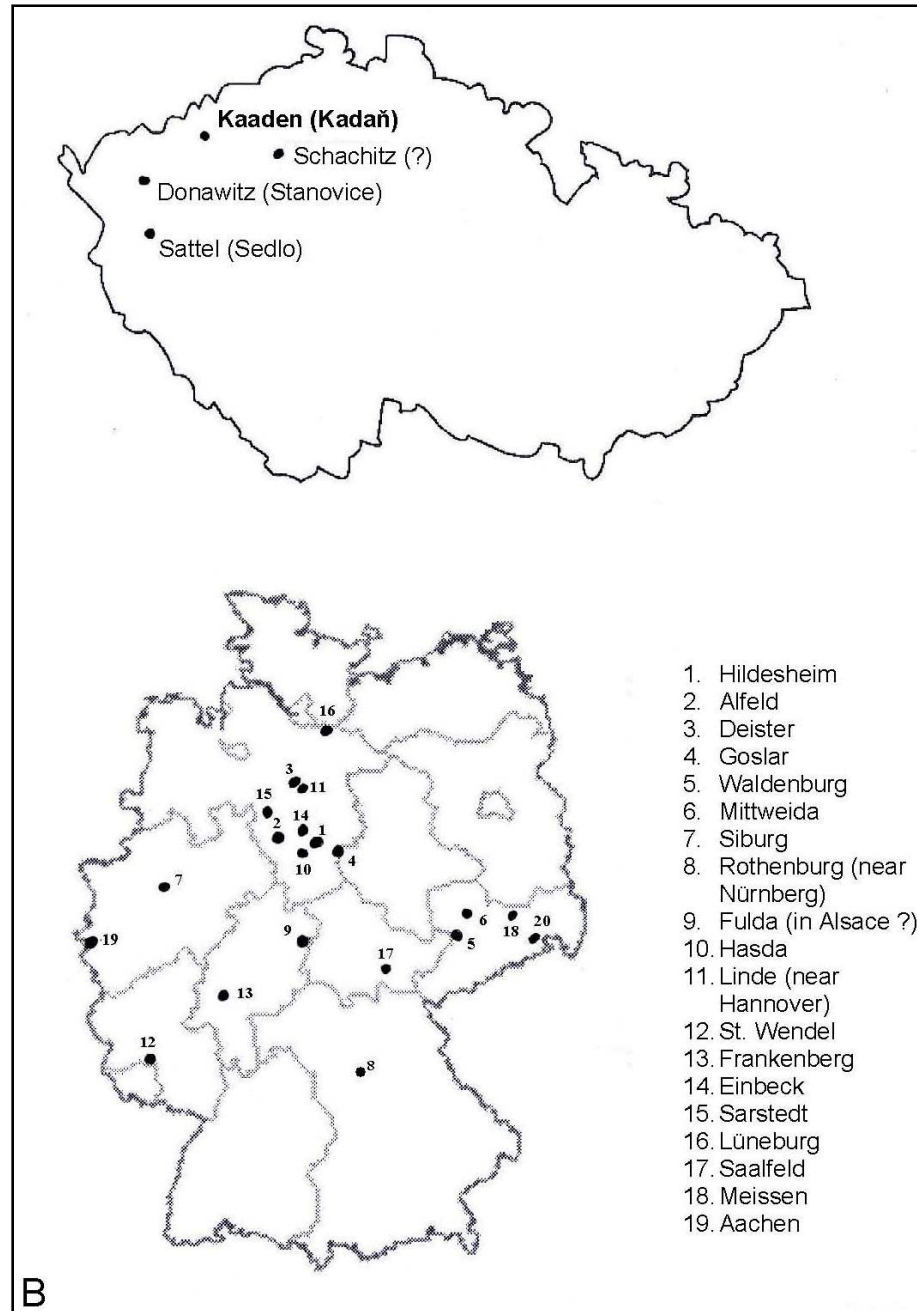 Kaaden (Kadaň)
Schachitz (?)
Donawitz (Stanovice)
Sattel (Sedlo)
16
3
11
15
14
2
1
10
4
7
6
18
20
5
19
9
17
13
12
8
1. Hildesheim
2. Alfeld
3. Deister
4. Goslar
5. Waldenburg
6. Mittweida
7. Siburg
8. Rothenburg (near
Nürnberg)
9. Fulda (in Alsace ?)
10. Hasda
11. Linde (near
Hannover)
12. St. Wendel
13. Frankenberg
14. Einbeck
15. Sarstedt
16. Lüneburg
17. Saalfeld
18. Meissen
19. Aachen
B